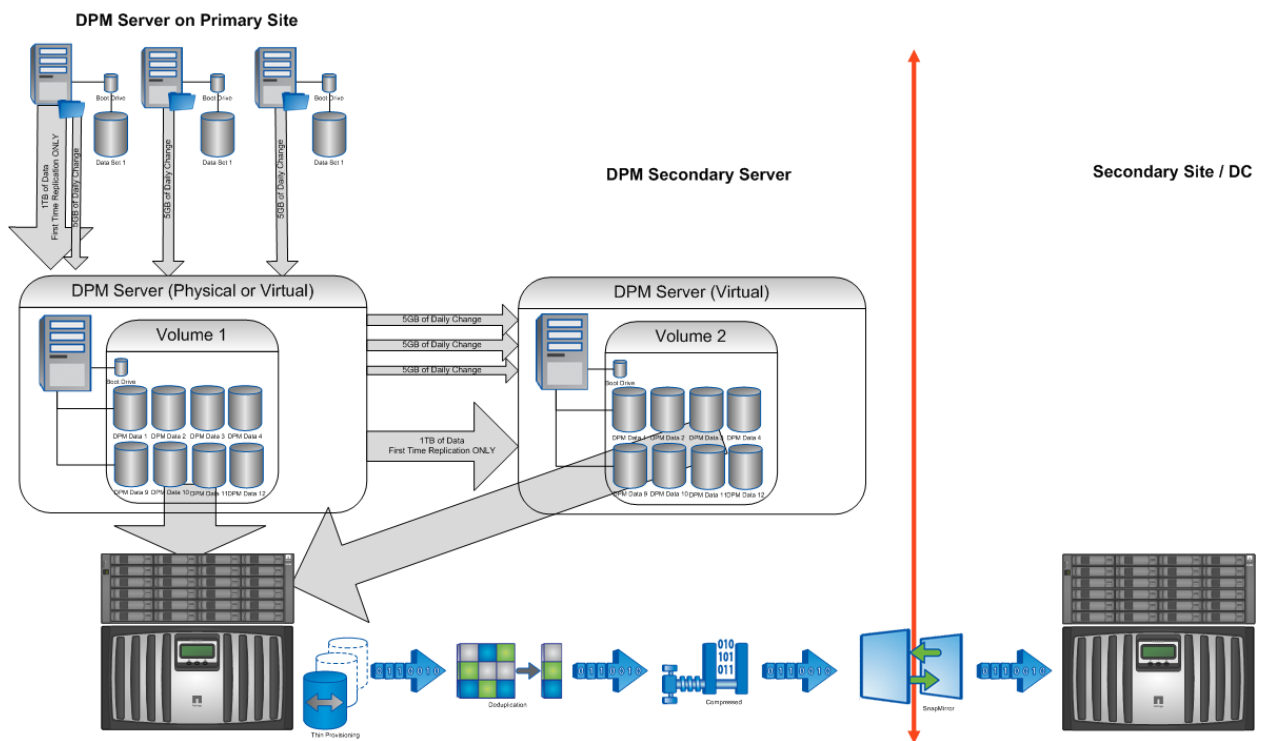 DPM Server on Primary Site
Boot Drive
Boot Drive
Boot Drive
Data Set 1
Data Set 1
Data Set 1
1TB of Data
First Time Replication ONLY
5GB of Daily Change
5GB of Daily Change
5GB of Daily Change
DPM Secondary Server
Secondary Site / DC
DPM Server (Physical or Virtual)
Volume 1
Boot Drive
DPM Data 1 DPM Data 2 DPM Data 3 DPM Data 4
DPM Data 9 DPM Data 10 DPM Data 11 DPM Data 12
5GB of Daily Change
5GB of Daily Change
5GB of Daily Change
1TB of Data
First Time Replication ONLY
DPM Server (Virtual)
Volume 2
Boot Drive
DPM Data 1 DPM Data 2 DPM Data 3 DPM Data 4
DPM Data 9 DPM Data 10 DPM Data 11 DPM Data 12
Thin Provisioning
0110010
Deduplication
0110010
010
101
011
Compressed
0110010
SnapMirror
0110010